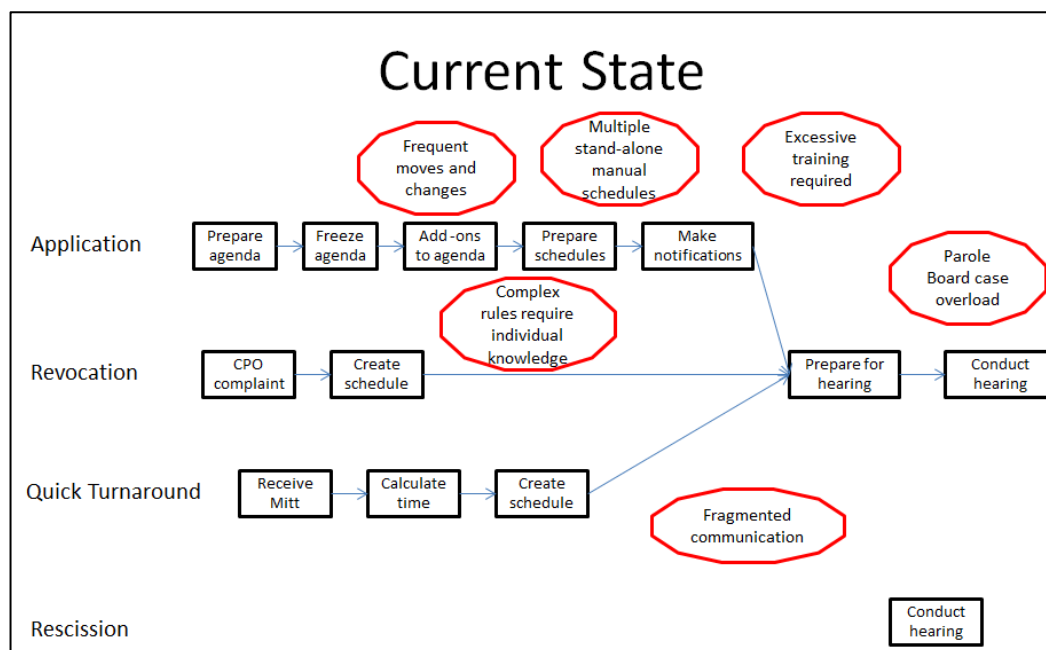 Current State
Frequent
moves and
changes
Multiple
stand-alone
manual
schedules
Excessive
training
required
Application
Prepare
agenda
Freeze
agenda
Add-ons
to agenda
Prepare
schedules
Make
notifications
Parole
Board case
overload
Complex
rules require
individual
knowledge
Revocation
CPO
complaint
Create
schedule
Prepare for
hearing
Conduct
hearing
Quick Turnaround
Receive
Mitt
Calculate
time
Create
schedule
Fragmented
communication
Rescission
Conduct
hearing